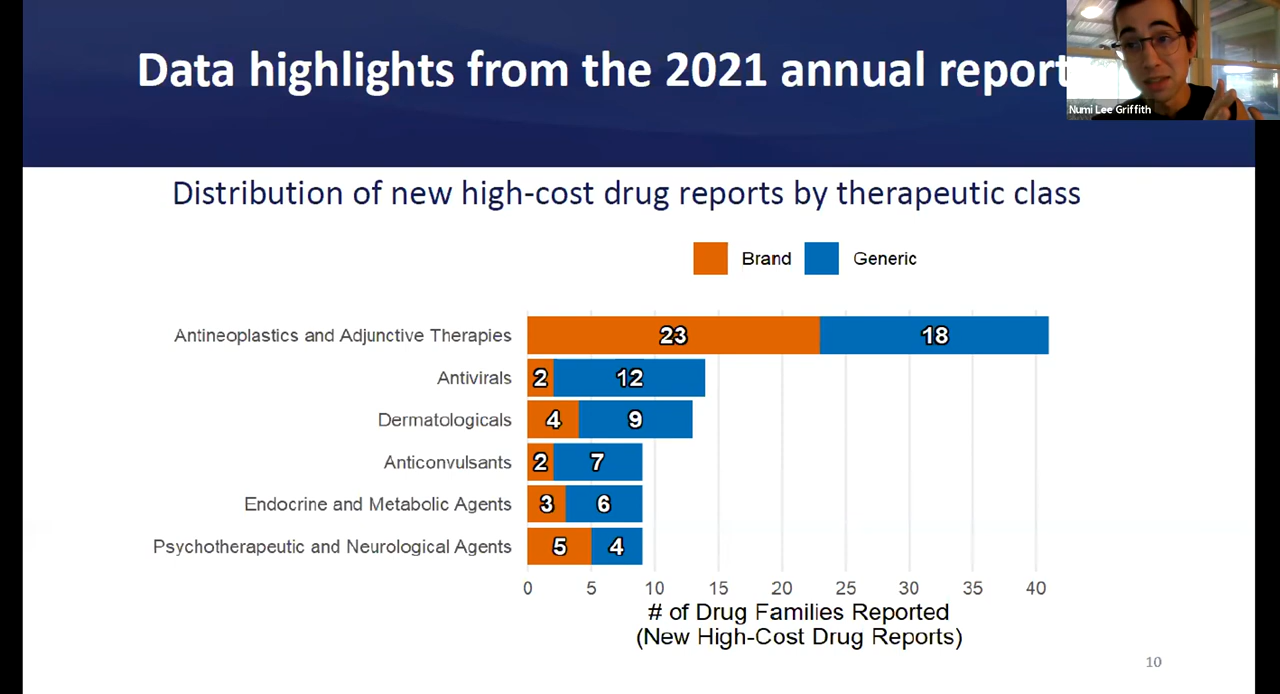 Data highlights from the 2021 annual report
Numi Lee Griffith
Distribution of new high-cost drug reports by therapeutic class
Brand Generic
Antineoplastics and Adjunctive Therapies 23 18
Antivirals 2 12
Dermatologicals 4 9
Anticonvulsants 2 7
Endocrine and Metabolic Agents 3 6
Psychotherapeutic and Neurological Agents 5 4
0 5 10 15 20 25 30 35 40
# of Drug Families Reported
(New High-Cost Drug Reports)
10